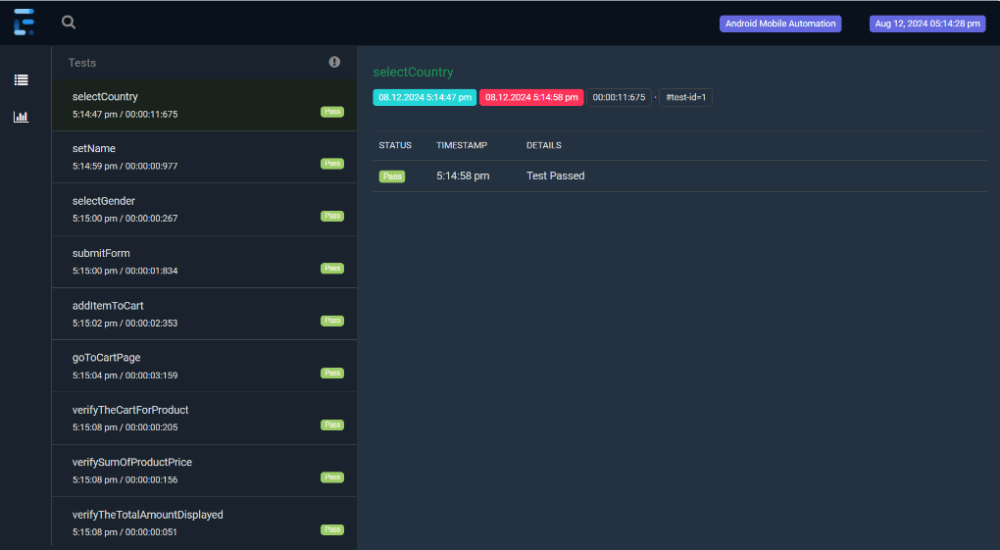 Android Mobile Automation Aug 12, 2024 05:14:28 pm
Tests
selectCountry
5:14:47 pm / 00:00:11:675
Pass
setName
5:14:59 pm / 00:00:00:977
Pass
selectGender
5:15:00 pm / 00:00:00:267
Pass
submitForm
5:15:00 pm / 00:00:01:834
Pass
addItemToCart
5:15:02 pm / 00:00:02:353
Pass
goToCartPage
5:15:04 pm / 00:00:03:159
Pass
verifyTheCartForProduct
5:15:08 pm / 00:00:00:205
Pass
verifySumOfProductPrice
5:15:08 pm / 00:00:00:156
Pass
verifyTheTotalAmountDisplayed
5:15:08 pm / 00:00:00:051
Pass
selectCountry
08.12.2024 5:14:47 pm 08.12.2024 5:14:58 pm 00:00:11:675 · #test-id=1
STATUS TIMESTAMP DETAILS
Pass 5:14:58 pm Test Passed